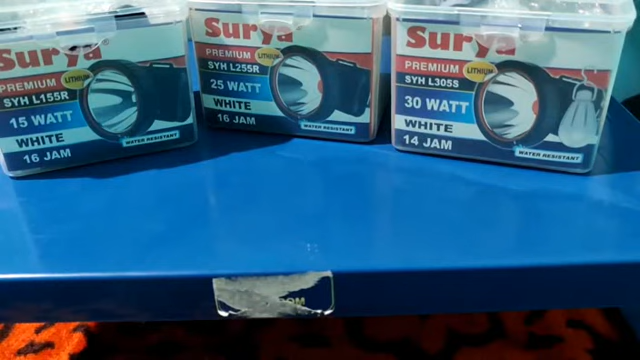 Surya
PREMIUM
LITHIUM
SYH L155R
15 WATT
WHITE
16 JAM
WATER RESISTANT
Surya
PREMIUM
LITHIUM
SYH L255R
25 WATT
WHITE
16 JAM
WATER RESISTANT
Surya
PREMIUM
LITHIUM
SYH L305S
30 WATT
WHITE
14 JAM
WATER RESISTANT